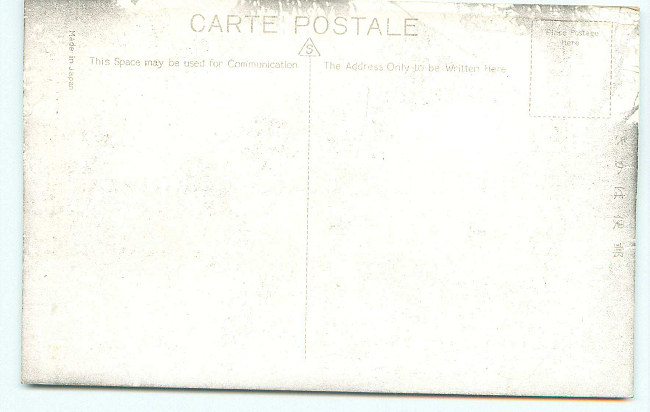 CARTE POSTALE
S
Made in Japan
This Space may be used for Communication
The Address Only to be Written Here
Place Postage
Here